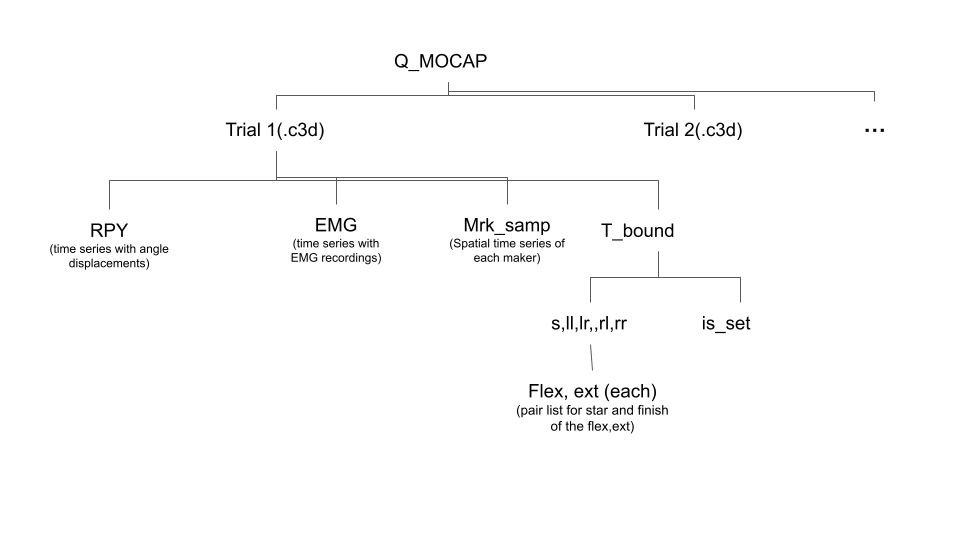 Q_MOCAP
Trial 1(.c3d)
Trial 2(.c3d)
...
RPY
(time series with angle
displacements)
EMG
(time series with
EMG recordings)
Mrk_samp
(Spatial time series of
each maker)
T_bound
s,ll,lr,,rl,rr
is_set
Flex, ext (each)
(pair list for star and finish
of the flex,ext)